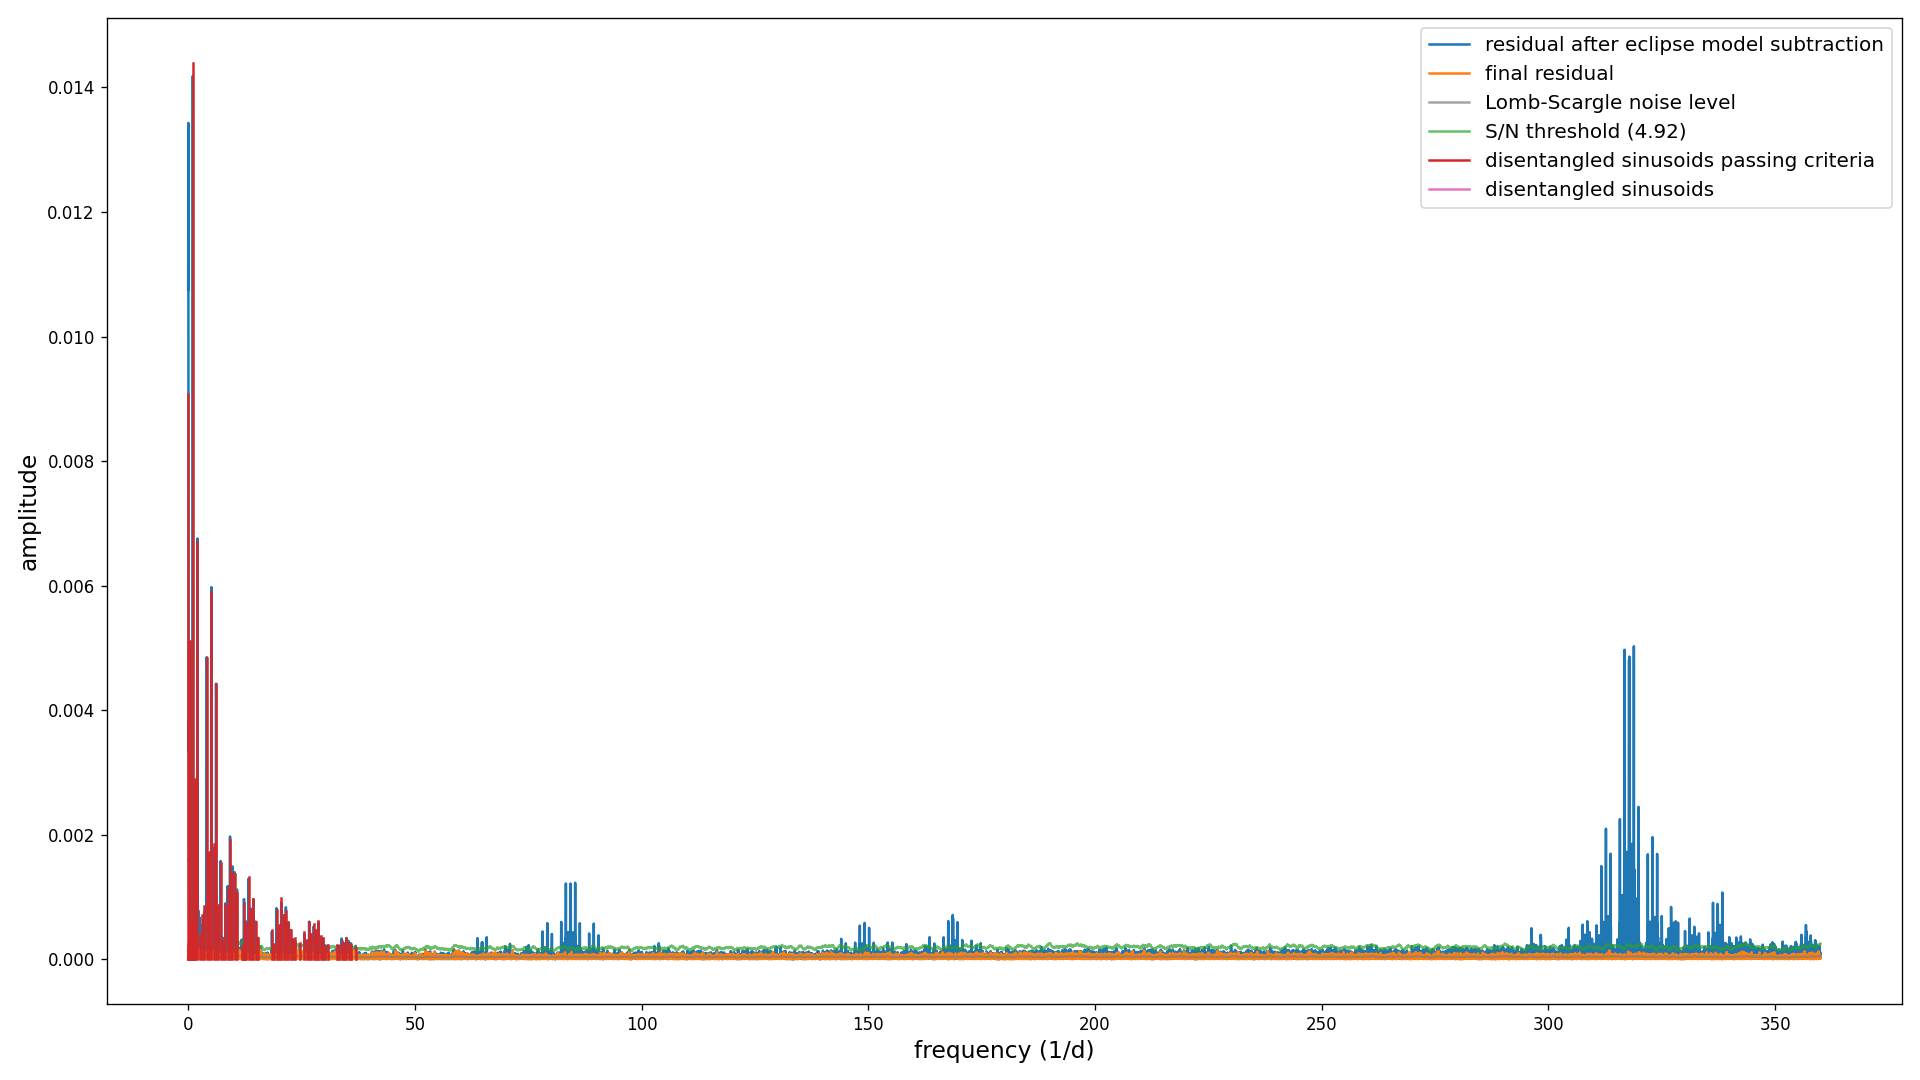 residual after eclipse model subtraction
final residual
Lomb-Scargle noise level
S/N threshold (4.92)
disentangled sinusoids passing criteria
disentangled sinusoids
amplitude
0.014
0.012
0.010
0.008
0.006
0.004
0.002
0.000
0 50 100 150 200 250 300 350
frequency (1/d)